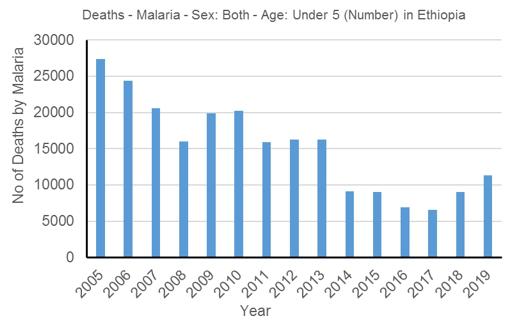 Deaths - Malaria - Sex: Both - Age: Under 5 (Number) in Ethiopia
No of Deaths by Malaria
30000
25000
20000
15000
10000
5000
0
2005 2006 2007 2008 2009 2010 2011 2012 2013 2014 2015 2016 2017 2018 2019
Year